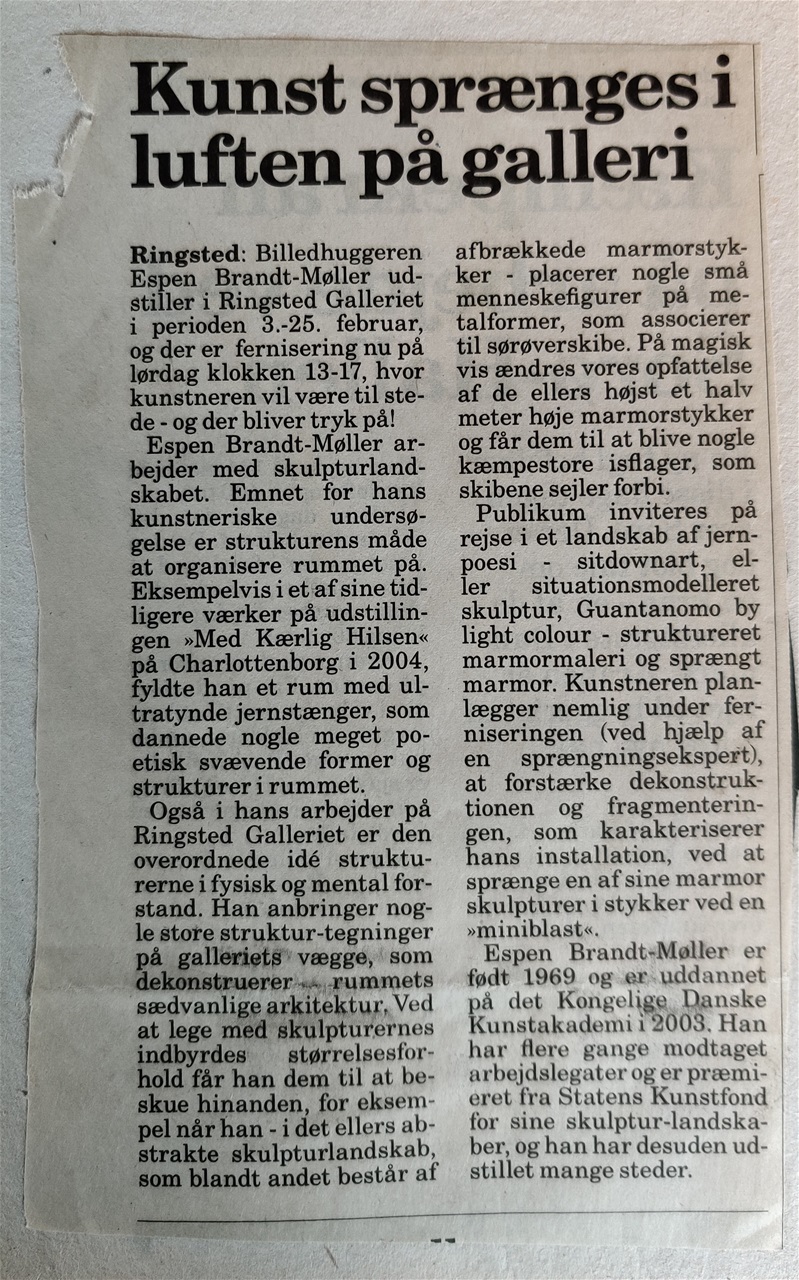 Kunst sprænges i
luften på galleri
Ringsted: Billedhuggeren
Espen Brandt-Møller ud-
stiller i Ringsted Galleriet
i perioden 3.-25. februar,
og der er fernisering nu på
lørdag klokken 13-17, hvor
kunstneren vil være til ste-
de - og der bliver tryk på!
Espen Brandt-Møller ar-
bejder med skulpturland-
skabet. Emnet for hans
kunstneriske undersø-
gelse er strukturens måde
at organisere rummet på.
Eksempelvis i et af sine tid-
ligere værker på udstillin-
gen »Med Kærlig Hilsen«
på Charlottenborg i 2004,
fyldte han et rum med ul-
tratynde jernstænger, som
dannede nogle meget po-
etisk svævende former og
strukturer i rummet.
Også i hans arbejder på
Ringsted Galleriet er den
overordnede idé struktu-
rerne i fysisk og mental for-
stand. Han anbringer nog-
le store struktur-tegninger
på galleriets vægge, som
dekonstruerer rummets
sædvanlige arkitektur. Ved
at lege med skulpturernes
indbyrdes størrelsesfor-
hold får han dem til at be-
skue hinanden, for eksem-
pel når han - i det ellers ab-
strakte skulpturlandskab,
som blandt andet består af
afbrækkede marmorstyk-
ker - placerer nogle små
menneskefigurer på me-
talformer, som associerer
til sørøverskibe. På magisk
vis ændres vores opfattelse
af de ellers højst et halv
meter høje marmorstykker
og får dem til at blive nogle
kæmpestore isflager, som
skibene sejler forbi.
Publikum inviteres på
rejse i et landskab af jern-
poesi - sitdownart, el-
ler situationsmodelleret
skulptur, Guantanomo by
light colour - struktureret
marmormaleri og sprængt
marmor. Kunstneren plan-
lægger nemlig under fer-
niseringen (ved hjælp af
en sprængningsekspert),
at forstærke dekonstruk-
tionen og fragmenterin-
gen, som karakteriserer
hans installation, ved at
sprænge en af sine marmor
skulpturer i stykker ved en
»miniblast«.
Espen Brandt-Møller er
født 1969 og er uddannet
på det Kongelige Danske
Kunstakademi i 2003. Han
har flere gange modtaget
arbejdslegater og er præmi-
eret fra Statens Kunstfond
for sine skulptur-landska-
ber, og han har desuden ud-
stillet mange steder.